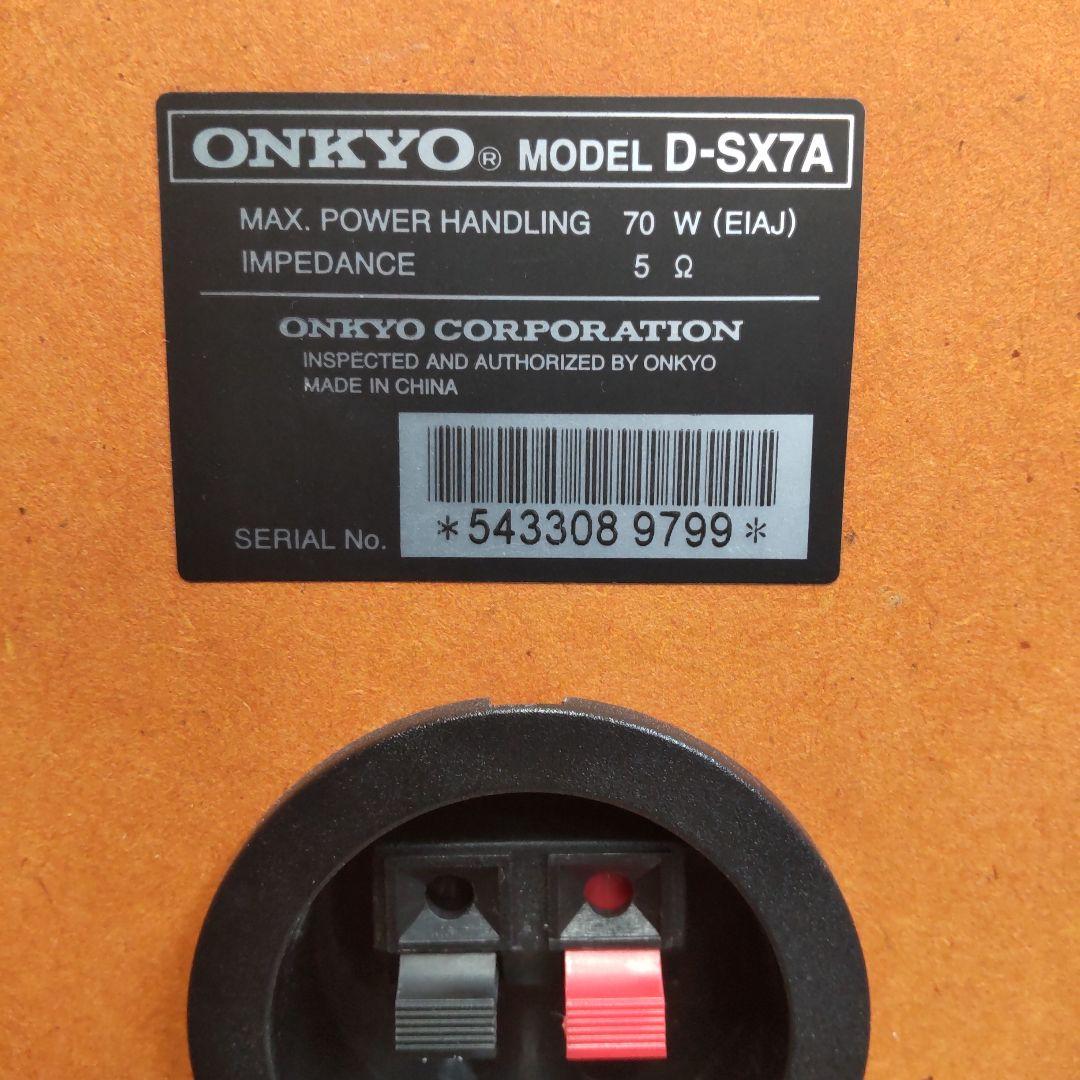 ONKYO® MODEL D-SX7A
MAX. POWER HANDLING 70 W (EIAJ)
IMPEDANCE 5 Ω
ONKYO CORPORATION
INSPECTED AND AUTHORIZED BY ONKYO
MADE IN CHINA
SERIAL No. *543308 9799*